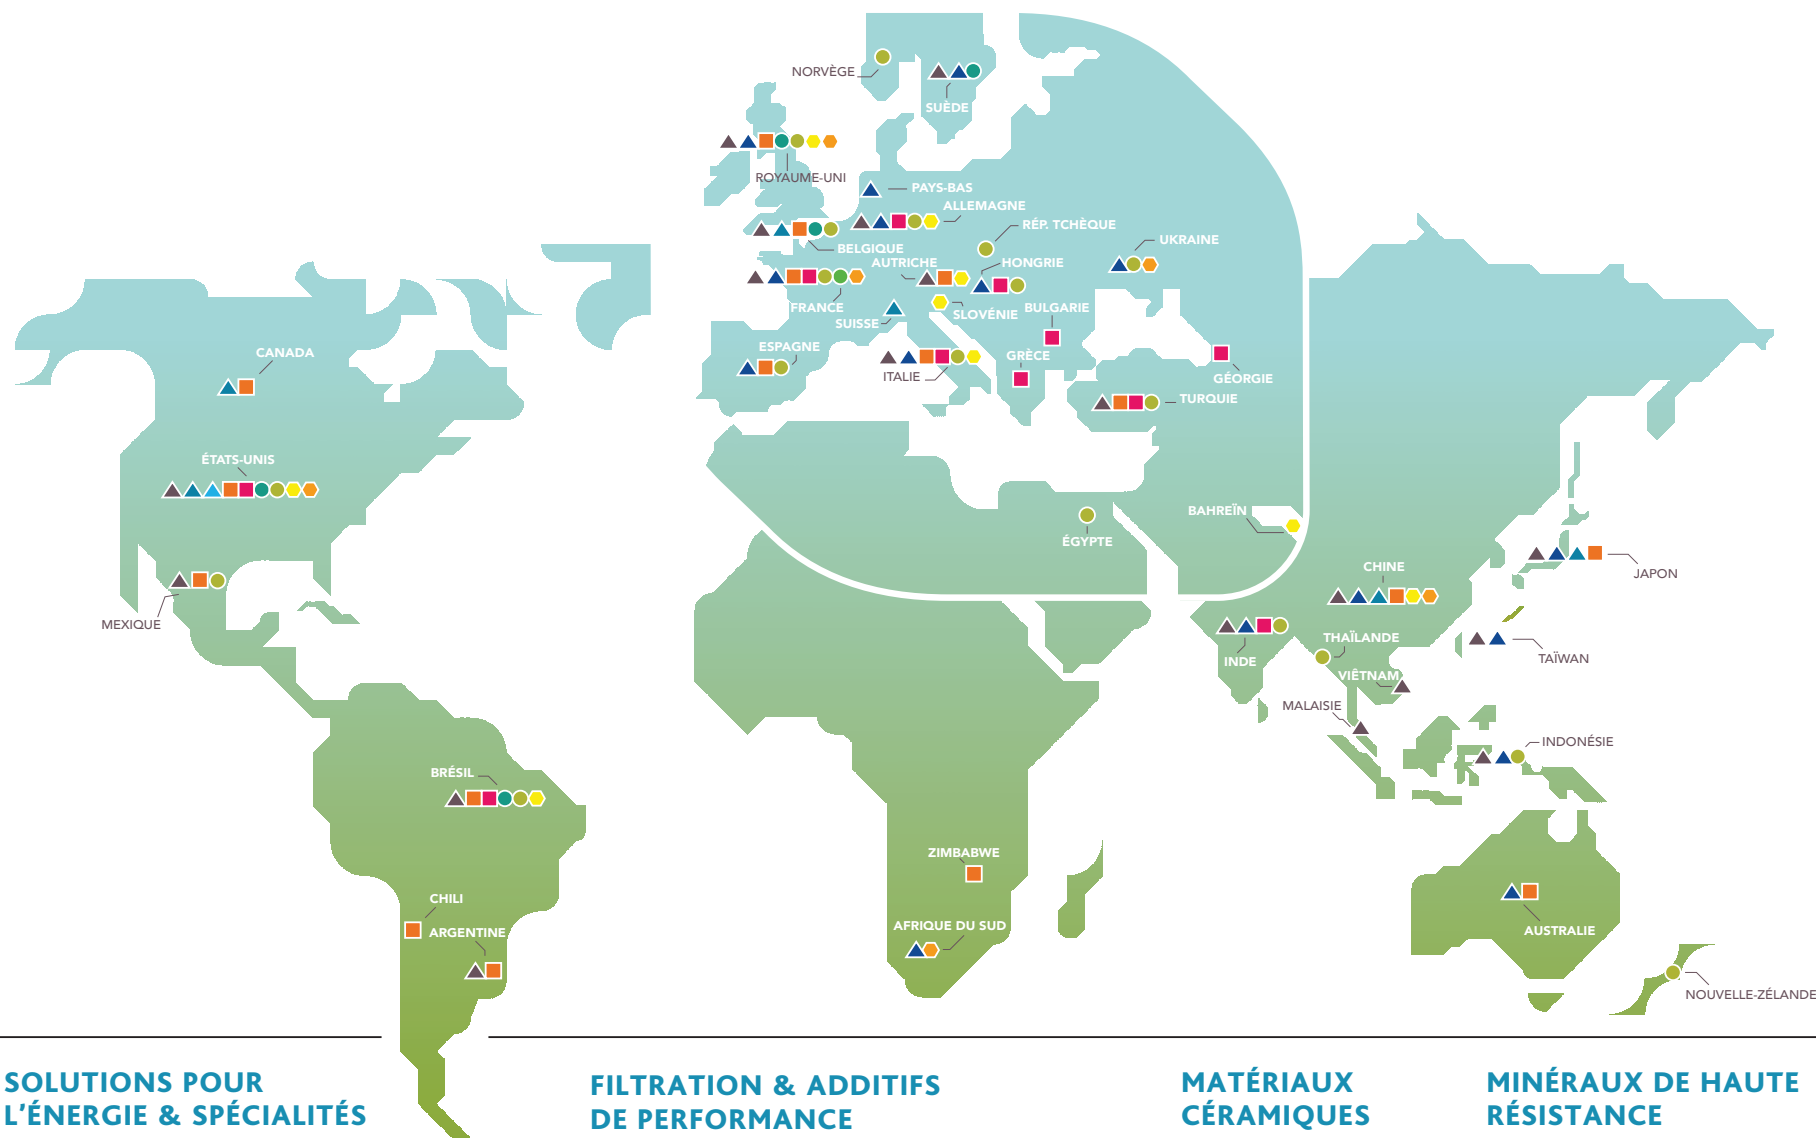 NORVÈGE
SUÈDE
ROYAUME-UNI
PAYS-BAS
ALLEMAGNE
RÉP. TCHÈQUE
UKRAINE
BELGIQUE
AUTRICHE
HONGRIE
FRANCE
SUISSE
SLOVÉNIE
BULGARIE
ESPAGNE
CANADA
GRÈCE
ITALIE
GÉORGIE
TURQUIE
ÉTATS-UNIS
BAHREÏN
ÉGYPTE
CHINE
JAPON
MEXIQUE
THAÏLANDE
INDE
TAÏWAN
VIÊTNAM
MALAISIE
INDONÉSIE
BRÉSIL
ZIMBABWE
CHILI
ARGENTINE
AFRIQUE DU SUD
AUSTRALIE
NOUVELLE-ZÉLANDE
SOLUTIONS POUR
L'ÉNERGIE & SPÉCIALITÉS
FILTRATION & ADDITIFS
DE PERFORMANCE
MATÉRIAUX
CÉRAMIQUES
MINÉRAUX DE HAUTE
RÉSISTANCE